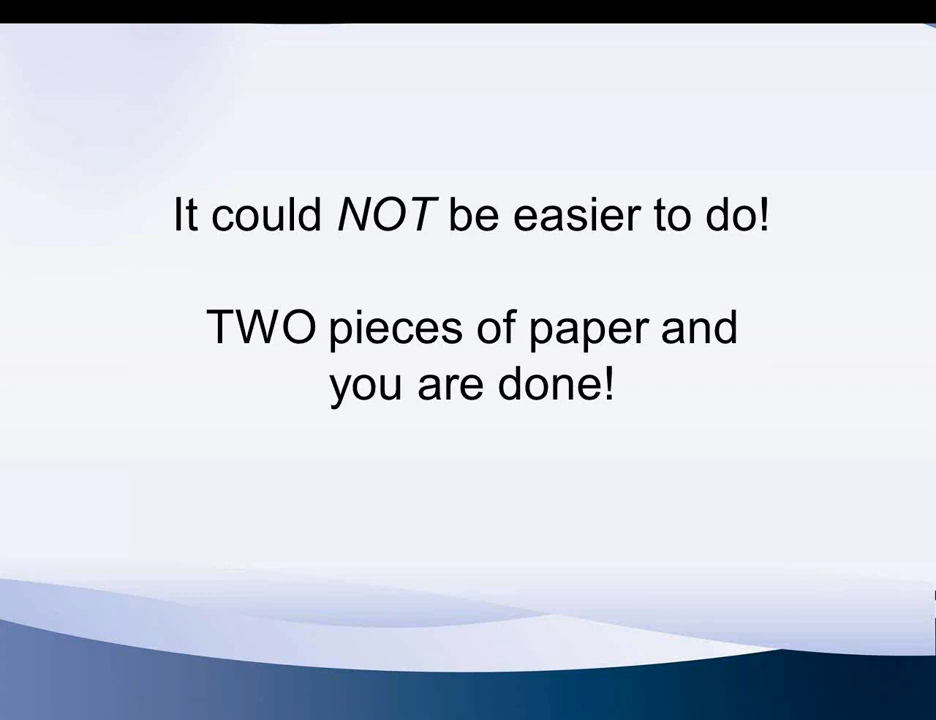 It could NOT be easier to do!
TWO pieces of paper and
you are done!